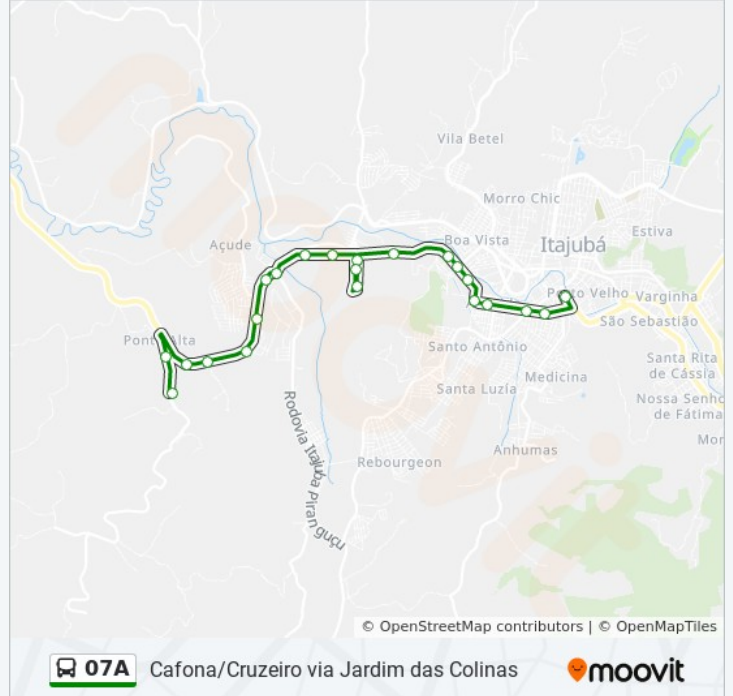 Vila Betel
Morro Chic
Açude
Boa Vista
Itajubá
Estiva
Porto Velho
Varginha
São Sebastião
Ponte Alta
Santo Antônio
Santa Rita
de Cássia
Medicina
Santa Luzia
Nossa Senho
de Fátima
Mor
Rodovia Itajubá Piranguçu
Anhumas
Rebourgeon
© OpenStreetMap contributors | © OpenMapTiles
07A Cafona/Cruzeiro via Jardim das Colinas moovit